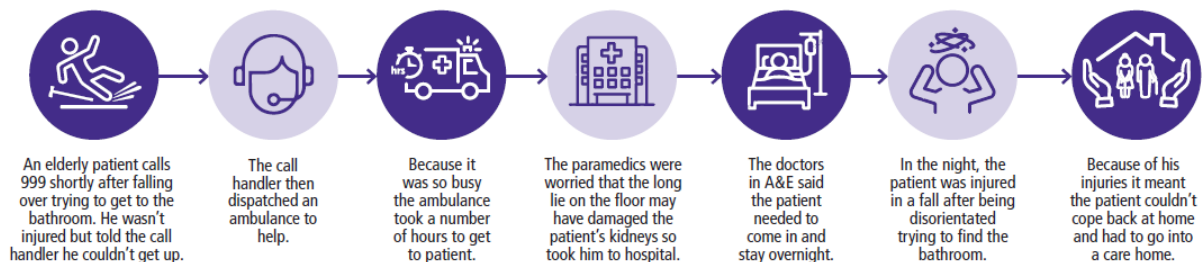 hrs
An elderly patient calls
999 shortly after falling
over trying to get to the
bathroom. He wasn't
injured but told the call
handler he couldn't get up.
The call
handler then
dispatched an
ambulance to
help.
Because it
was so busy
the ambulance
took a number
of hours to get
to patient.
The paramedics were
worried that the long
lie on the floor may
have damaged the
patient's kidneys so
took him to hospital.
The doctors
in A&E said
the patient
needed to
come in and
stay overnight.
In the night, the
patient was injured
in a fall after being
disorientated
trying to find the
bathroom.
Because of his
injuries it meant
the patient couldn't
cope back at home
and had to go into
a care home.